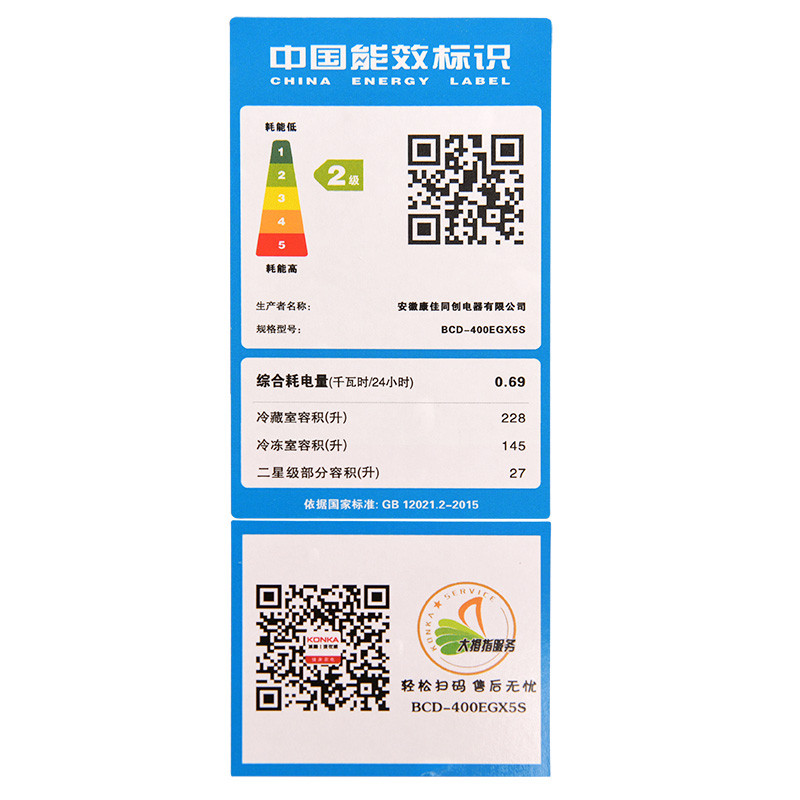 中国能效标识
CHINA ENERGY LABEL
耗能低
1
2
3
4
5
耗能高
2级
生产者名称: 安徽康佳同创电器有限公司
规格型号: BCD-400EGX5S
综合耗电量(千瓦时/24小时) 0.69
冷藏室容积(升) 228
冷冻室容积(升) 145
二星级部分容积(升) 27
依据国家标准: GB 12021.2-2015
KONKA
KONKA ★ SERVICE
大拇指服务
轻松扫码 售后无忧
BCD-400EGX5S